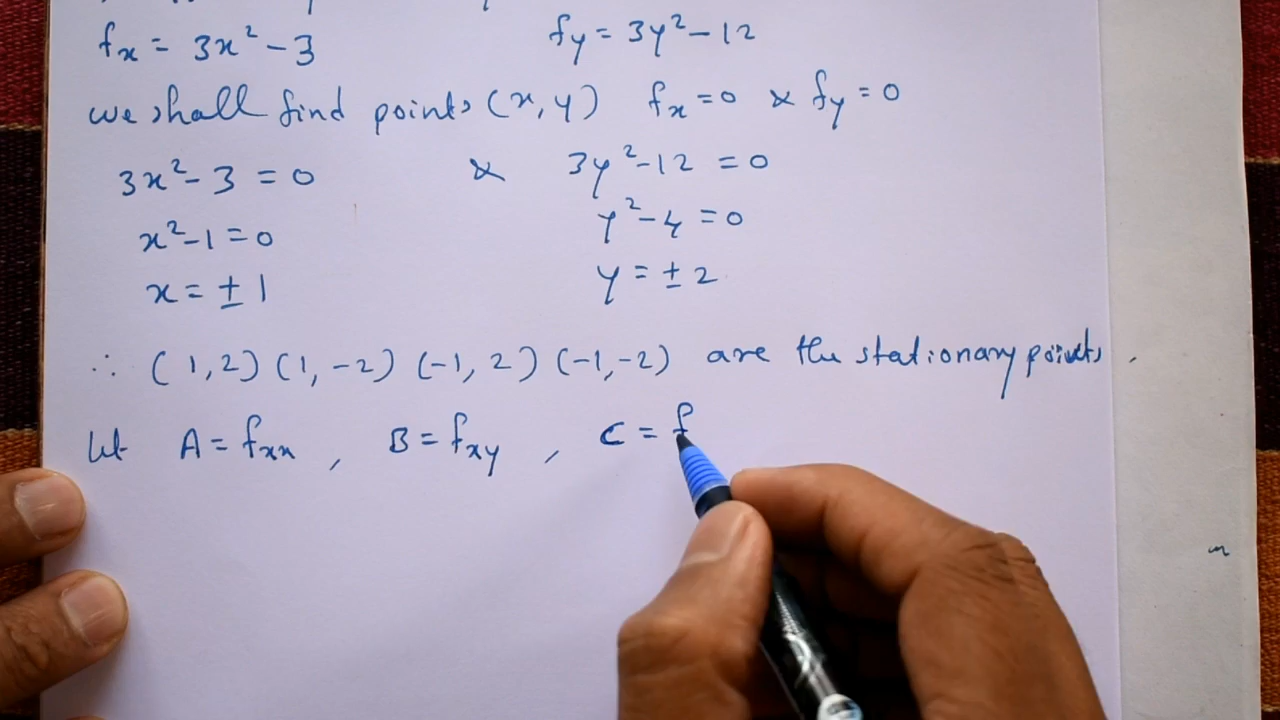 fx = 3x² - 3 fy = 3y² - 12
we shall find points (x, y) fx = 0 & fy = 0
3x² - 3 = 0 & 3y² - 12 = 0
x² - 1 = 0 y² - 4 = 0
x = ± 1 y = ± 2
∴ (1, 2) (1, -2) (-1, 2) (-1, -2) are the stationary points.
let A = fxx , B = fxy , C = f